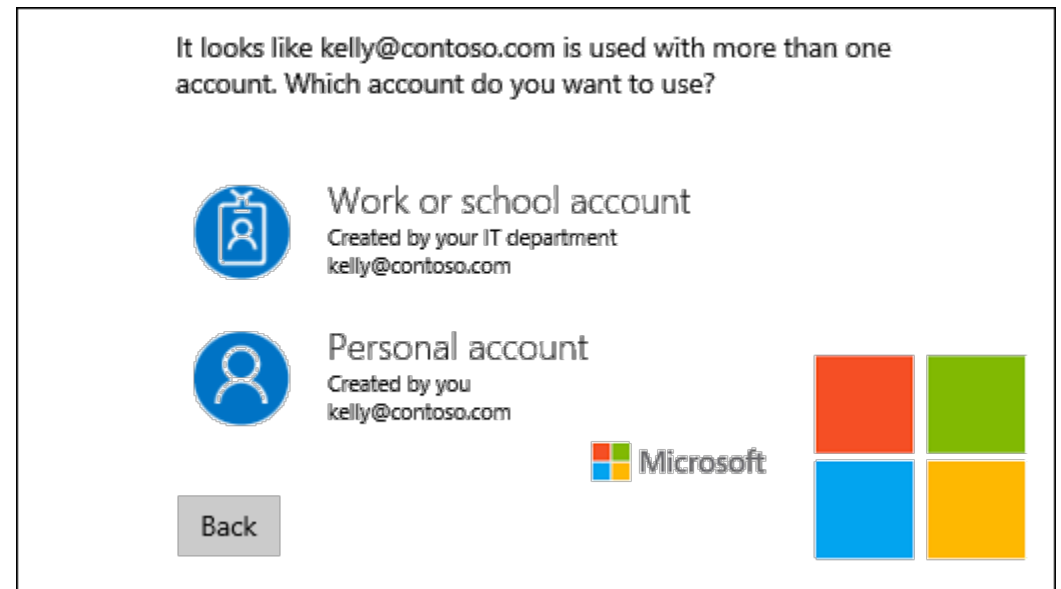 It looks like kelly@contoso.com is used with more than one
account. Which account do you want to use?
Work or school account
Created by your IT department
kelly@contoso.com
Personal account
Created by you
kelly@contoso.com
Microsoft
Back